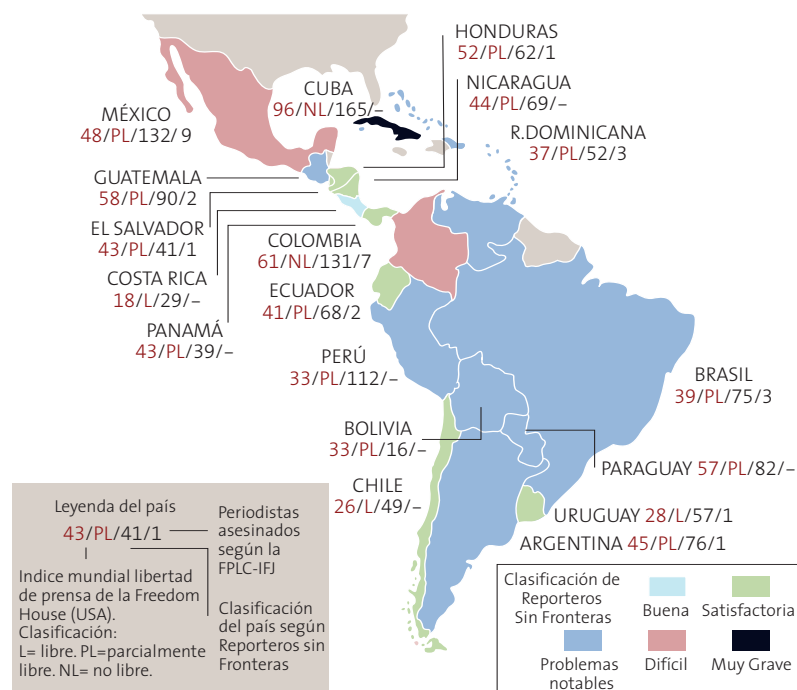 HONDURAS
52/PL/62/1
NICARAGUA
44/PL/69/–
CUBA
96/NL/165/–
MÉXICO
48/PL/132/9
R.DOMINICANA
37/PL/52/3
GUATEMALA
58/PL/90/2
EL SALVADOR
43/PL/41/1
COSTA RICA
18/L/29/–
PANAMÁ
43/PL/39/–
COLOMBIA
61/NL/131/7
ECUADOR
41/PL/68/2
PERÚ
33/PL/112/–
BRASIL
39/PL/75/3
BOLIVIA
33/PL/16/–
PARAGUAY 57/PL/82/–
CHILE
26/L/49/–
URUGUAY 28/L/57/1
ARGENTINA 45/PL/76/1
Leyenda del país
43/PL/41/1
Periodistas
asesinados
según la
FPLC-IFJ
Indice mundial libertad
de prensa de la Freedom
House (USA).
Clasificación:
L= libre. PL=parcialmente
libre. NL= no libre.
Clasificación
del país según
Reporteros sin
Fronteras
Clasificación de
Reporteros
Sin Fronteras
Buena
Satisfactoria
Problemas
notables
Difícil
Muy Grave